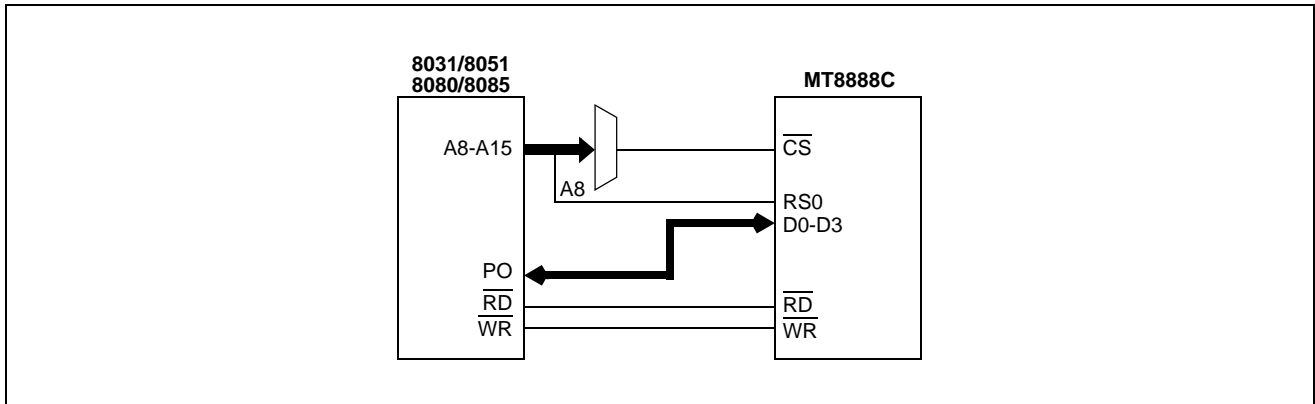 8031/8051
8080/8085
MT8888C
A8-A15
CS
A8
RS0
D0-D3
PO
RD
RD
WR
WR